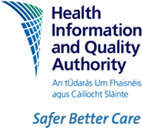 Health
Information
and Quality
Authority
An tÚdarás Um Fhaisnéis
agus Cáilíocht Sláinte
Safer Better Care